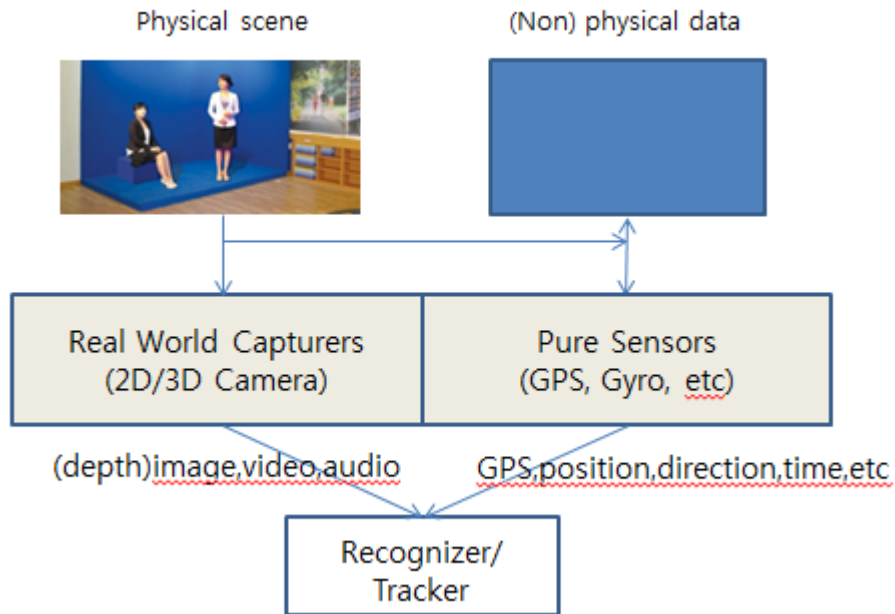 Physical scene
(Non) physical data
Real World Capturers
(2D/3D Camera)
Pure Sensors
(GPS, Gyro, etc)
(depth)image,video,audio
GPS,position,direction,time,etc
Recognizer/
Tracker